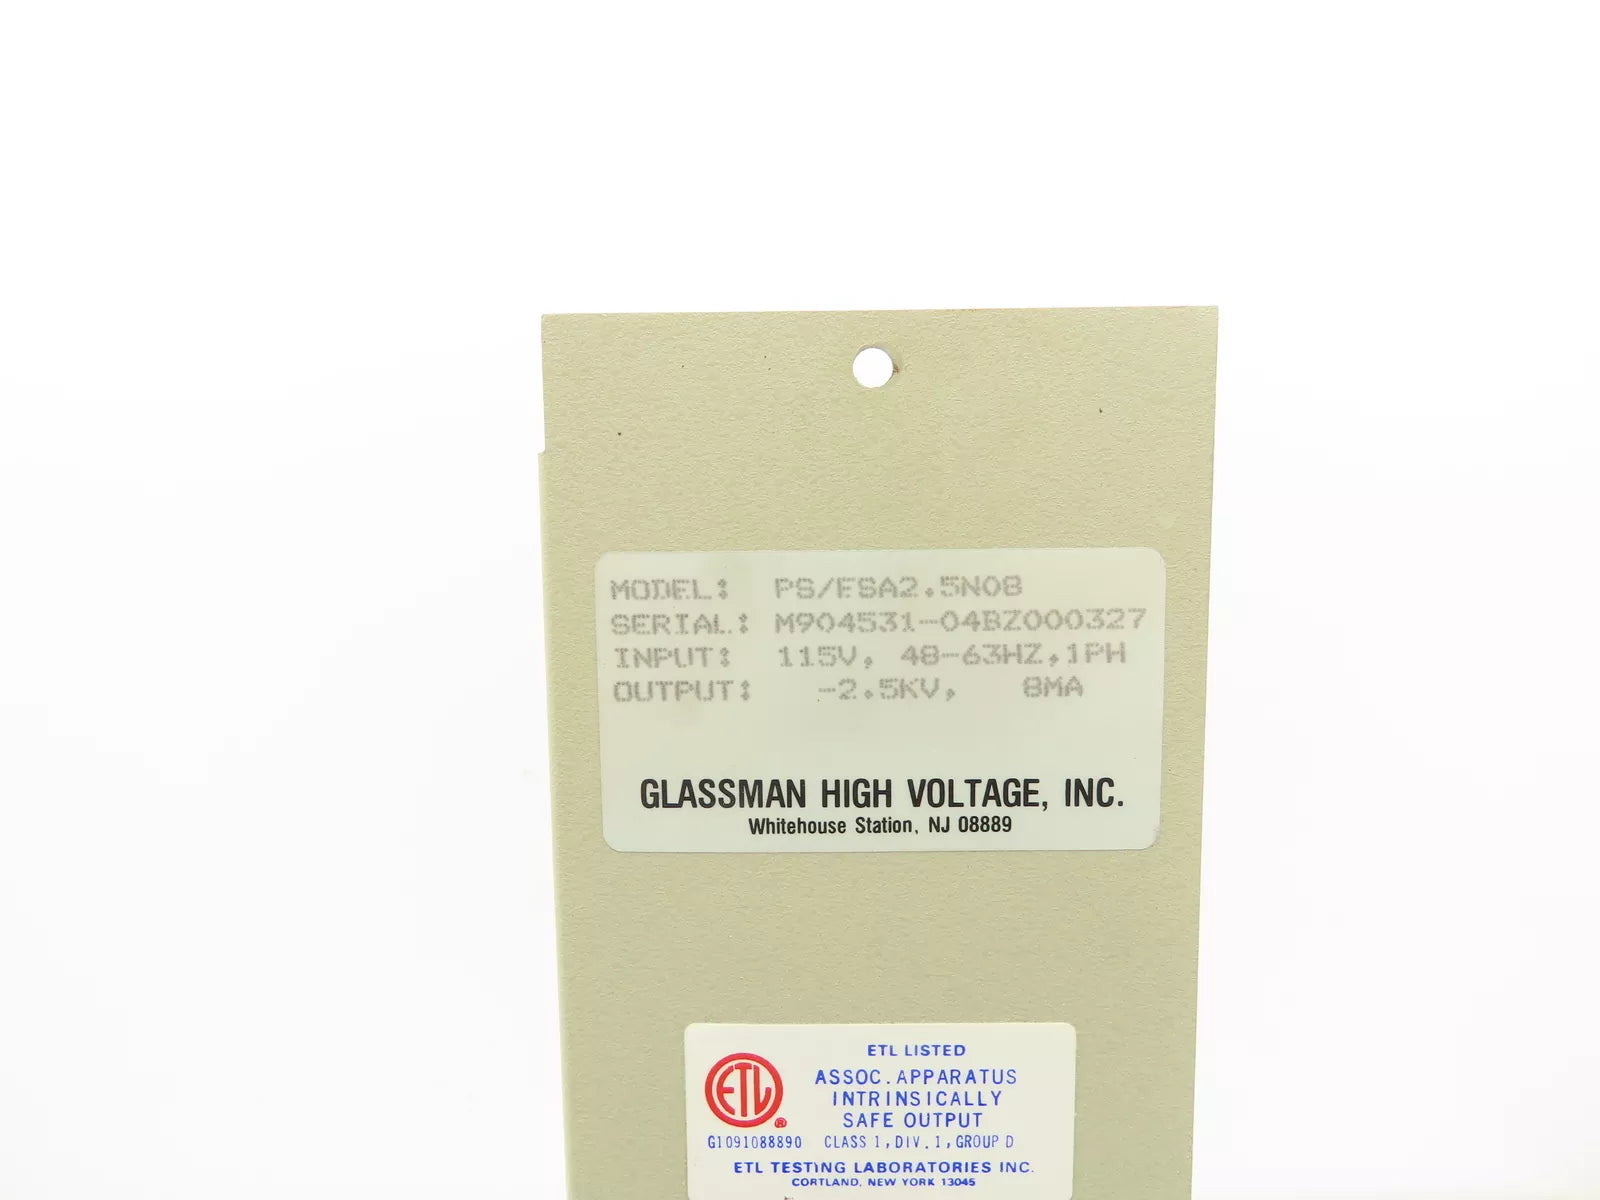 MODEL: PS/ESA2.5N08
SERIAL: M904531-04BZ000327
INPUT: 115V, 48-63HZ,1PH
OUTPUT: -2.5KV, 8MA
GLASSMAN HIGH VOLTAGE, INC.
Whitehouse Station, NJ 08889
ETL LISTED
ETL®
ASSOC. APPARATUS
INTRINSICALLY
SAFE OUTPUT
G1091088890 CLASS 1, DIV. 1, GROUP D
ETL TESTING LABORATORIES INC.
CORTLAND, NEW YORK 13045